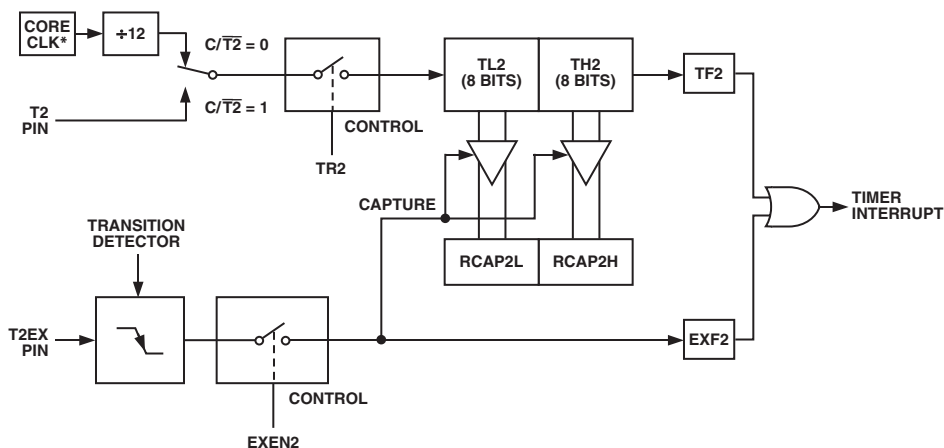 CORE
CLK*
÷12
C/T2̅ = 0
C/T2̅ = 1
T2
PIN
CONTROL
TR2
TL2
(8 BITS)
TH2
(8 BITS)
TF2
CAPTURE
RCAP2L
RCAP2H
TIMER
INTERRUPT
TRANSITION
DETECTOR
T2EX
PIN
CONTROL
EXEN2
EXF2